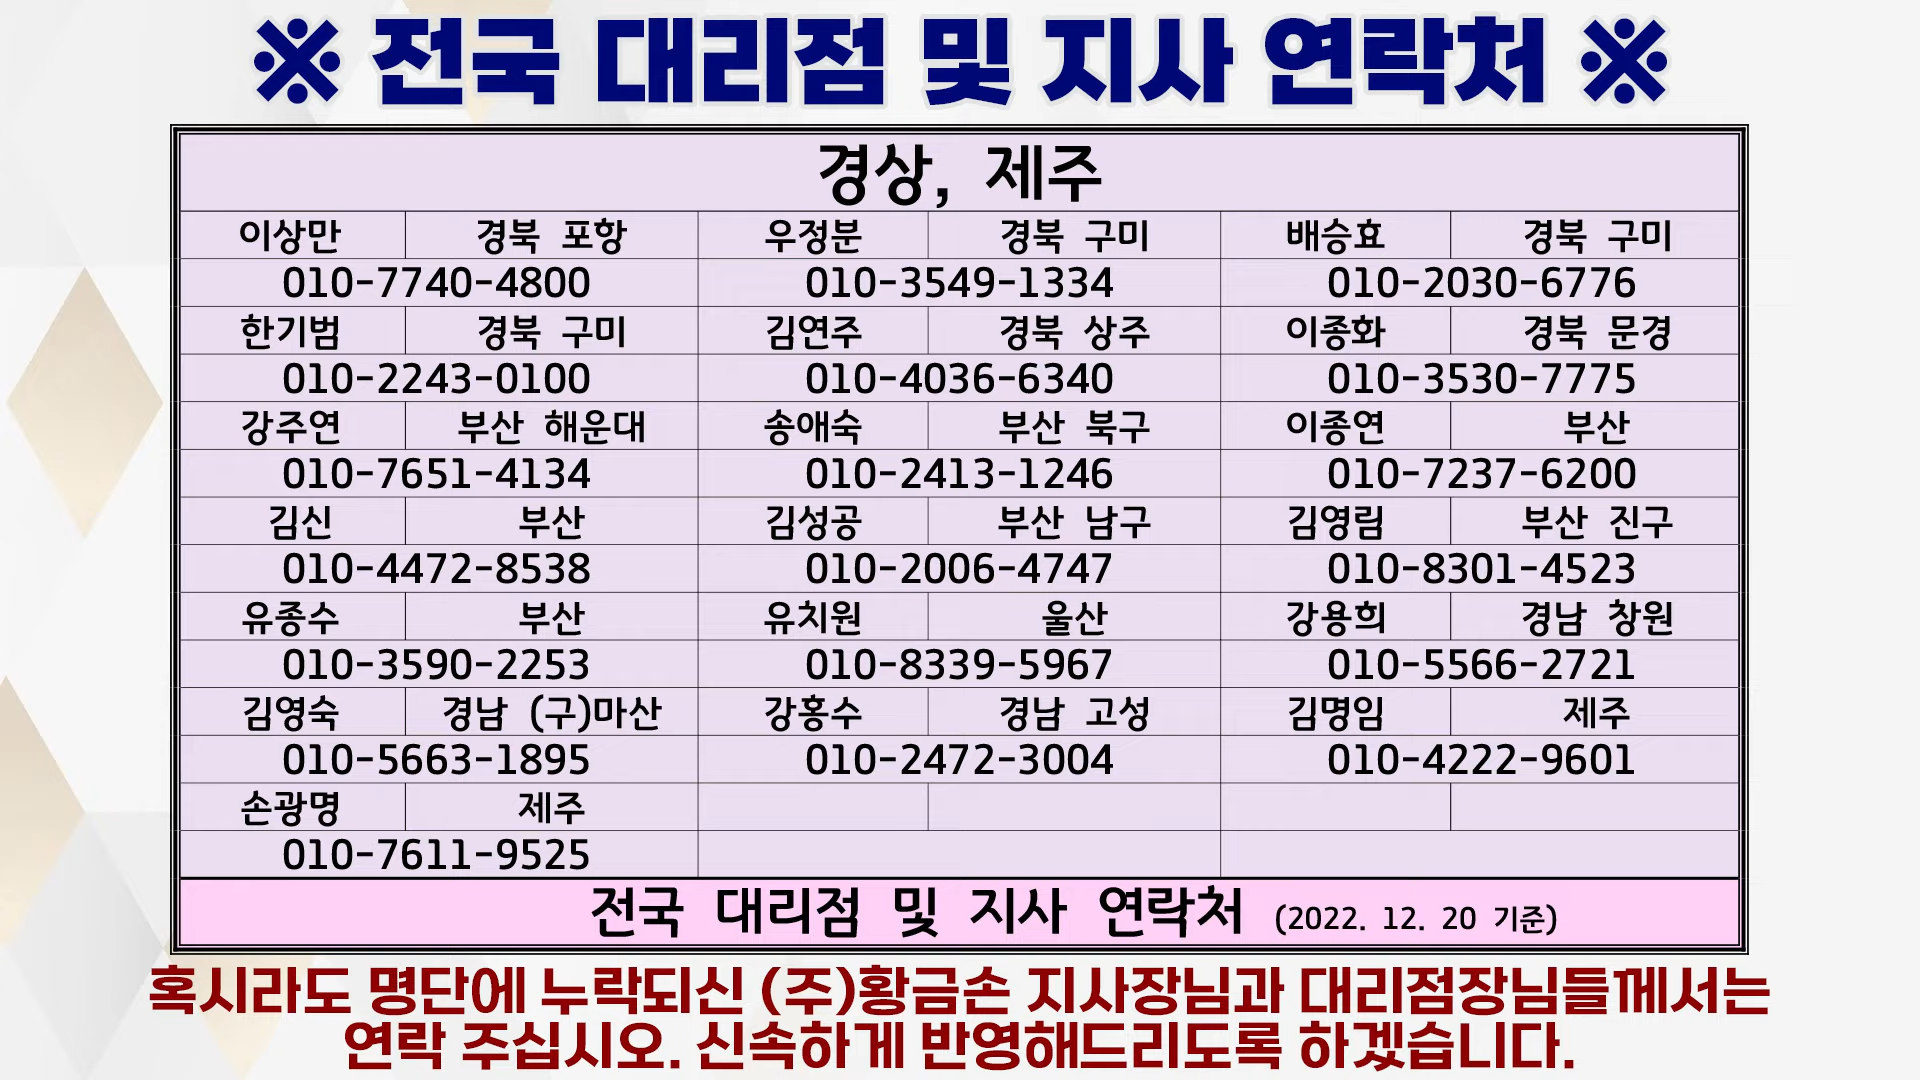 ※ 전국 대리점 및 지사 연락처 ※
경상, 제주
이상만 경북 포항 우정분 경북 구미 배승효 경북 구미
010-7740-4800 010-3549-1334 010-2030-6776
한기범 경북 구미 김연주 경북 상주 이종화 경북 문경
010-2243-0100 010-4036-6340 010-3530-7775
강주연 부산 해운대 송애숙 부산 북구 이종연 부산
010-7651-4134 010-2413-1246 010-7237-6200
김신 부산 김성공 부산 남구 김영림 부산 진구
010-4472-8538 010-2006-4747 010-8301-4523
유종수 부산 유치원 울산 강용희 경남 창원
010-3590-2253 010-8339-5967 010-5566-2721
김영숙 경남 (구)마산 강홍수 경남 고성 김명임 제주
010-5663-1895 010-2472-3004 010-4222-9601
손광명 제주
010-7611-9525
전국 대리점 및 지사 연락처 (2022. 12. 20 기준)
혹시라도 명단에 누락되신 (주)황금손 지사장님과 대리점장님들께서는
연락 주십시오. 신속하게 반영해드리도록 하겠습니다.